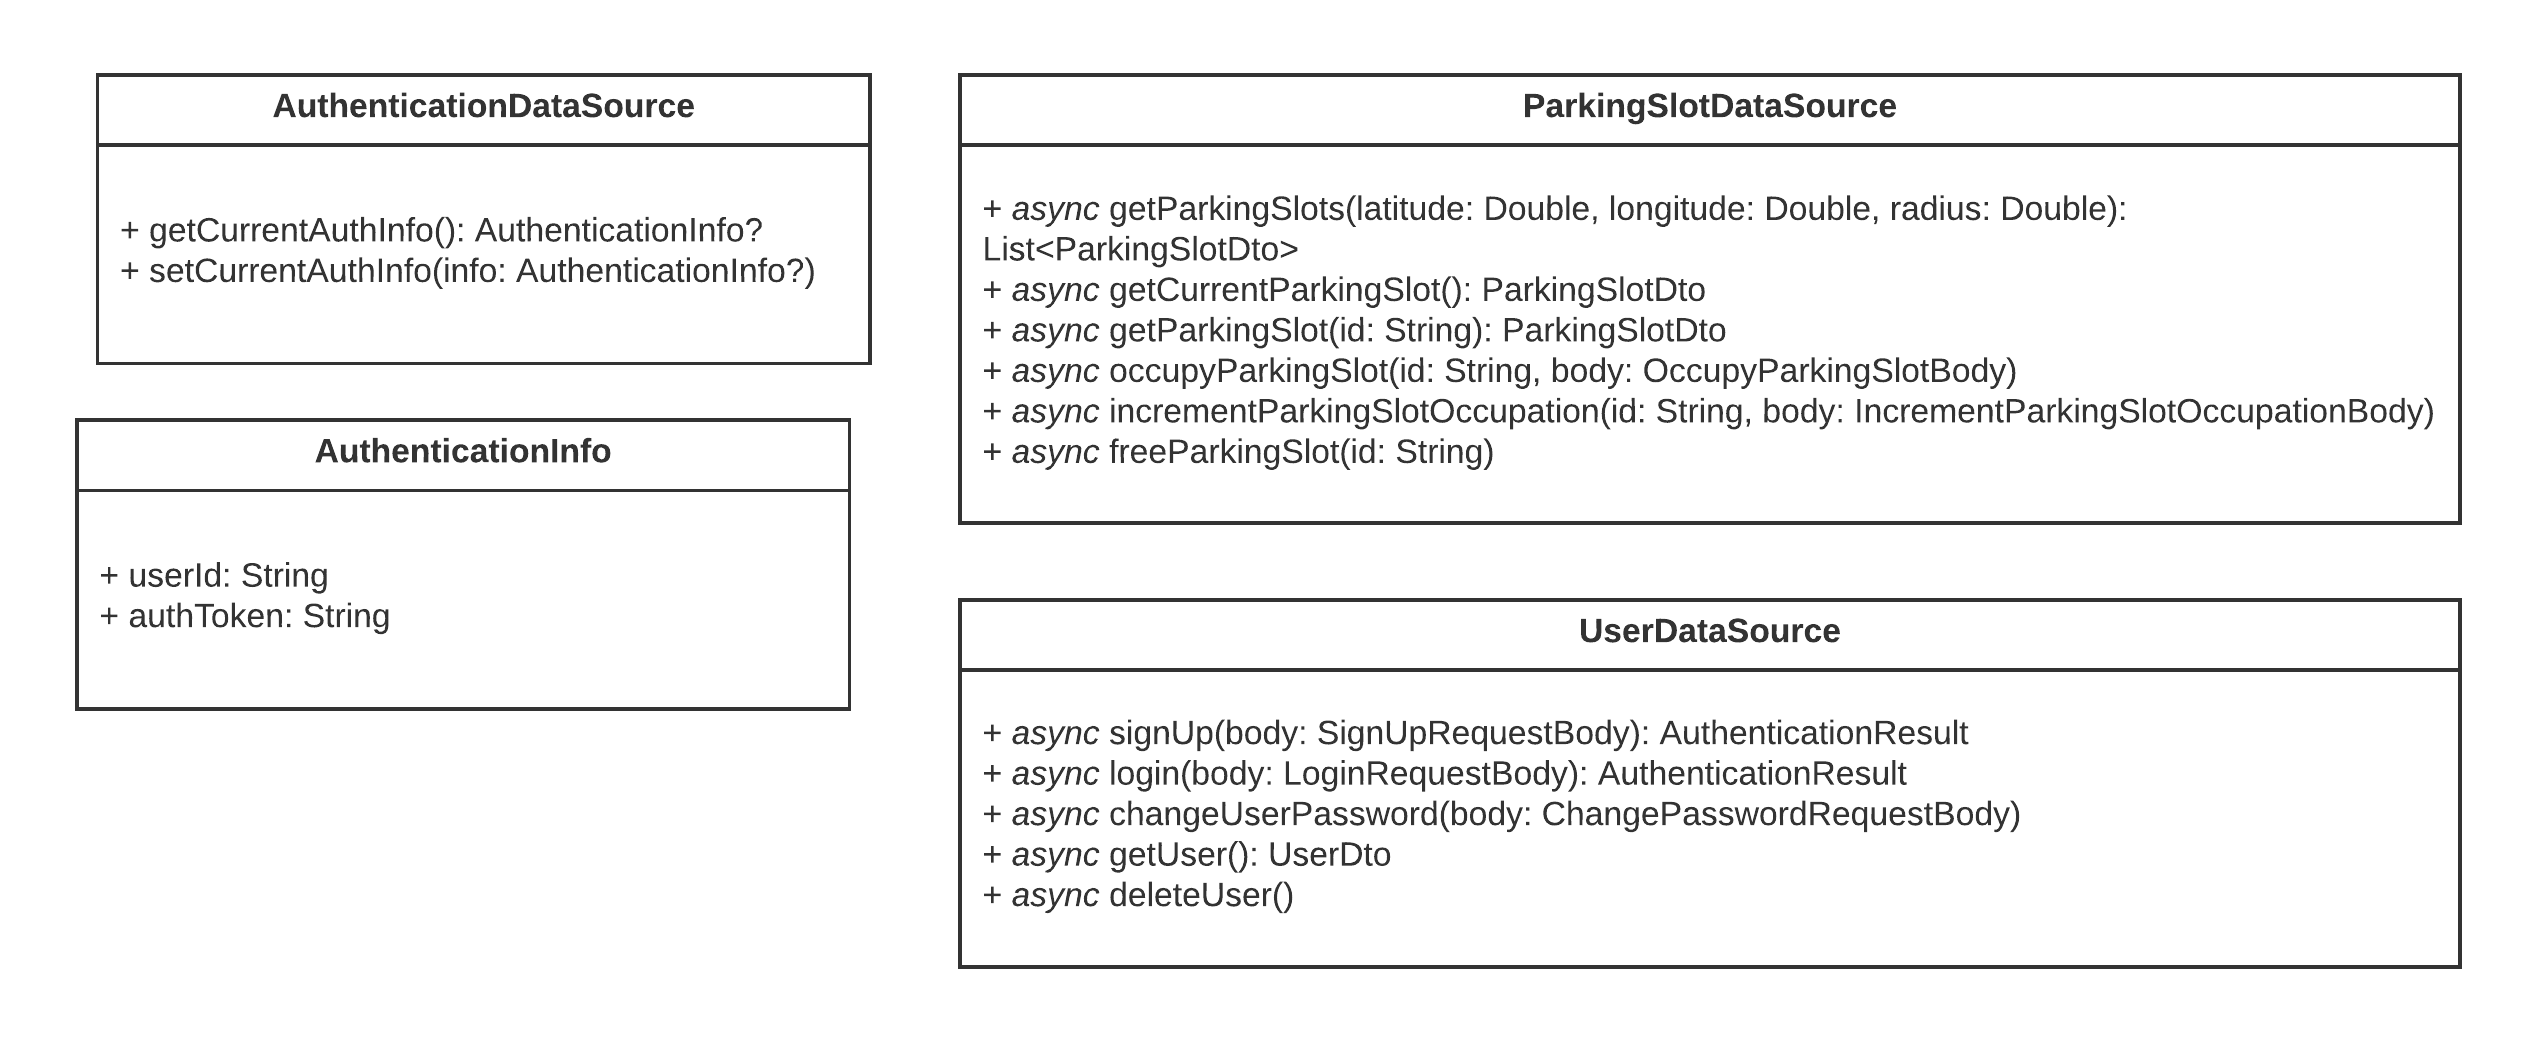 AuthenticationDataSource
+ getCurrentAuthInfo(): AuthenticationInfo?
+ setCurrentAuthInfo(info: AuthenticationInfo?)
AuthenticationInfo
+ userId: String
+ authToken: String
ParkingSlotDataSource
+ async getParkingSlots(latitude: Double, longitude: Double, radius: Double):
List<ParkingSlotDto>
+ async getCurrentParkingSlot(): ParkingSlotDto
+ async getParkingSlot(id: String): ParkingSlotDto
+ async occupyParkingSlot(id: String, body: OccupyParkingSlotBody)
+ async incrementParkingSlotOccupation(id: String, body: IncrementParkingSlotOccupationBody)
+ async freeParkingSlot(id: String)
UserDataSource
+ async signUp(body: SignUpRequestBody): AuthenticationResult
+ async login(body: LoginRequestBody): AuthenticationResult
+ async changeUserPassword(body: ChangePasswordRequestBody)
+ async getUser(): UserDto
+ async deleteUser()